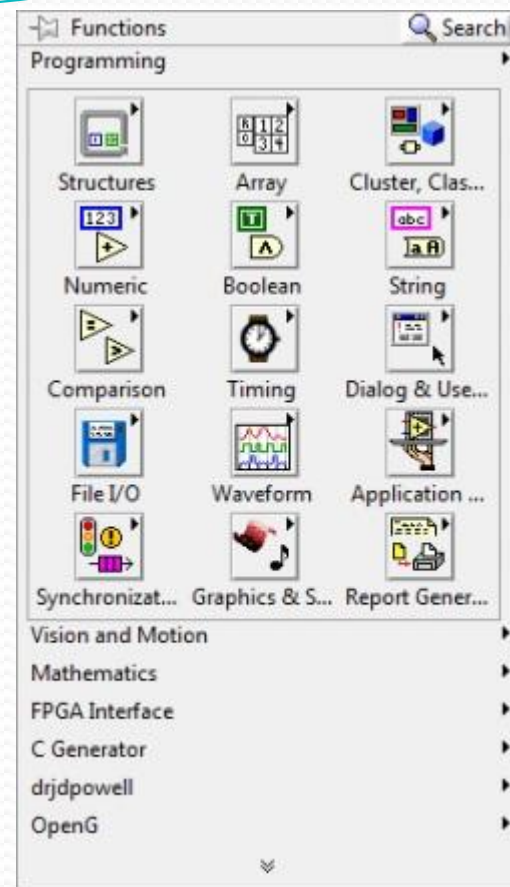 Functions Search
Programming
Structures Array Cluster, Clas...
Numeric Boolean String
Comparison Timing Dialog & Use...
File I/O Waveform Application ...
Synchronizat... Graphics & S... Report Gener...
Vision and Motion
Mathematics
FPGA Interface
C Generator
drjdpowell
OpenG